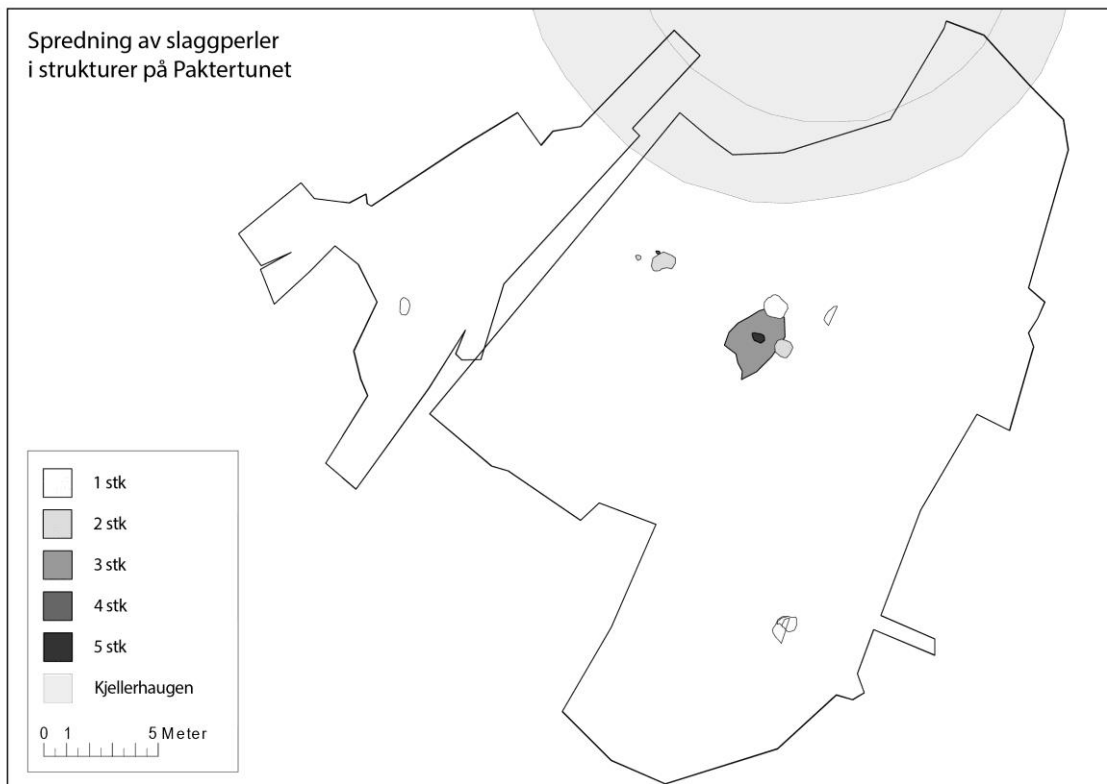 Spredning av slaggperler
i strukturer på Paktertunet
1 stk
2 stk
3 stk
4 stk
5 stk
Kjellerhaugen
0 1 5 Meter